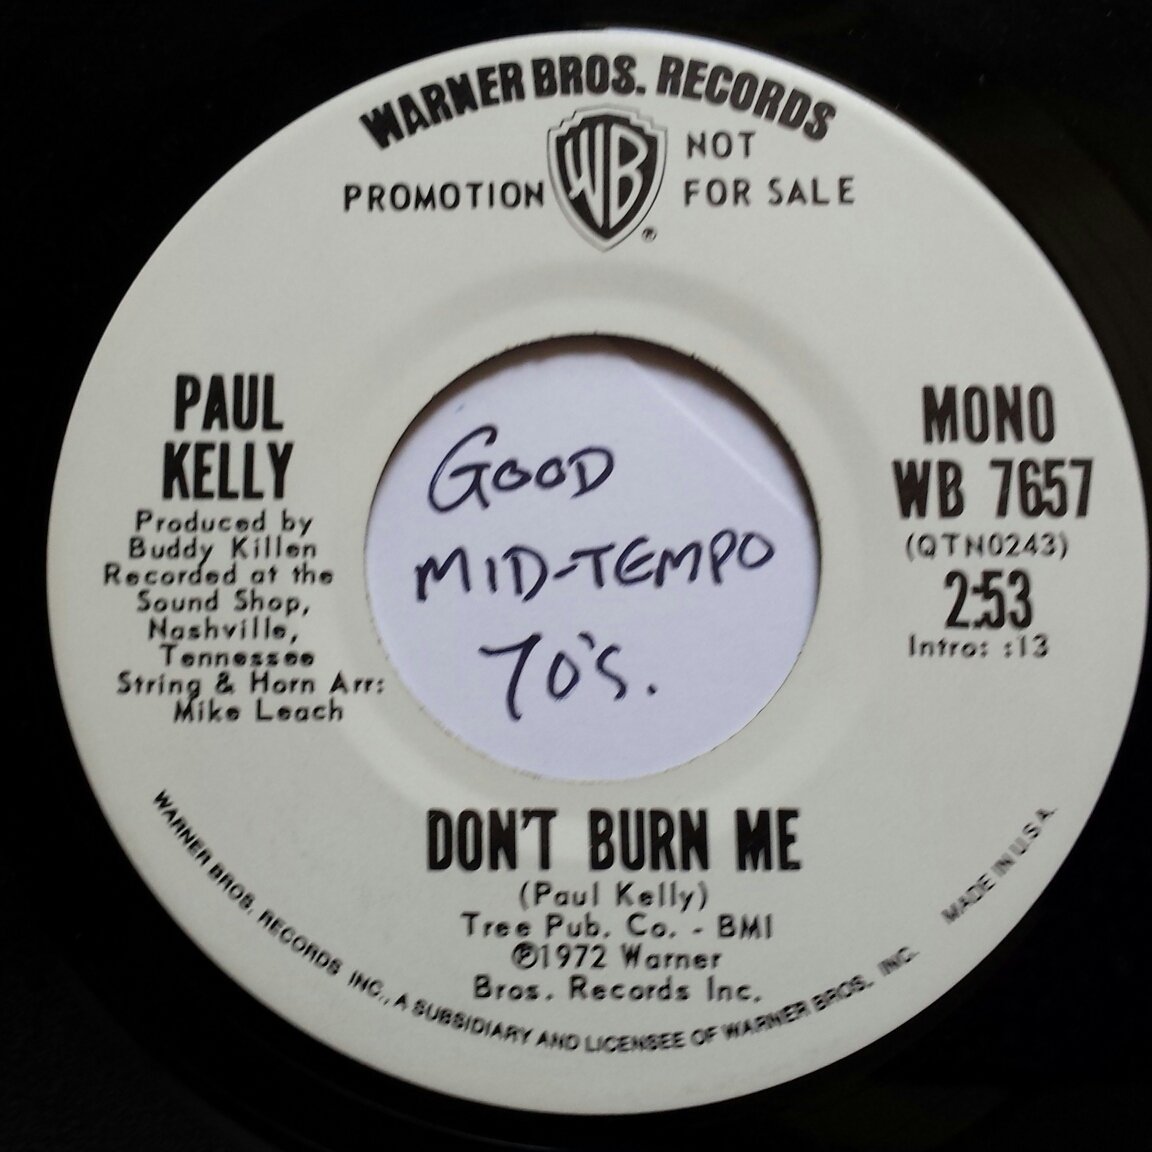 WARNER BROS. RECORDS
PROMOTION WB NOT
FOR SALE
®
PAUL
KELLY
Produced by
Buddy Killen
Recorded at the
Sound Shop,
Nashville,
Tennessee
String & Horn Arr:
Mike Leach
GOOD
MID-TEMPO
70's.
MONO
WB 7657
(QTN0243)
2:53
Intro: :13
DON'T BURN ME
(Paul Kelly)
Tree Pub. Co. - BMI
℗1972 Warner
Bros. Records Inc.
WARNER BROS. RECORDS INC., A SUBSIDIARY AND LICENSEE OF WARNER BROS. INC.
MADE IN U.S.A.